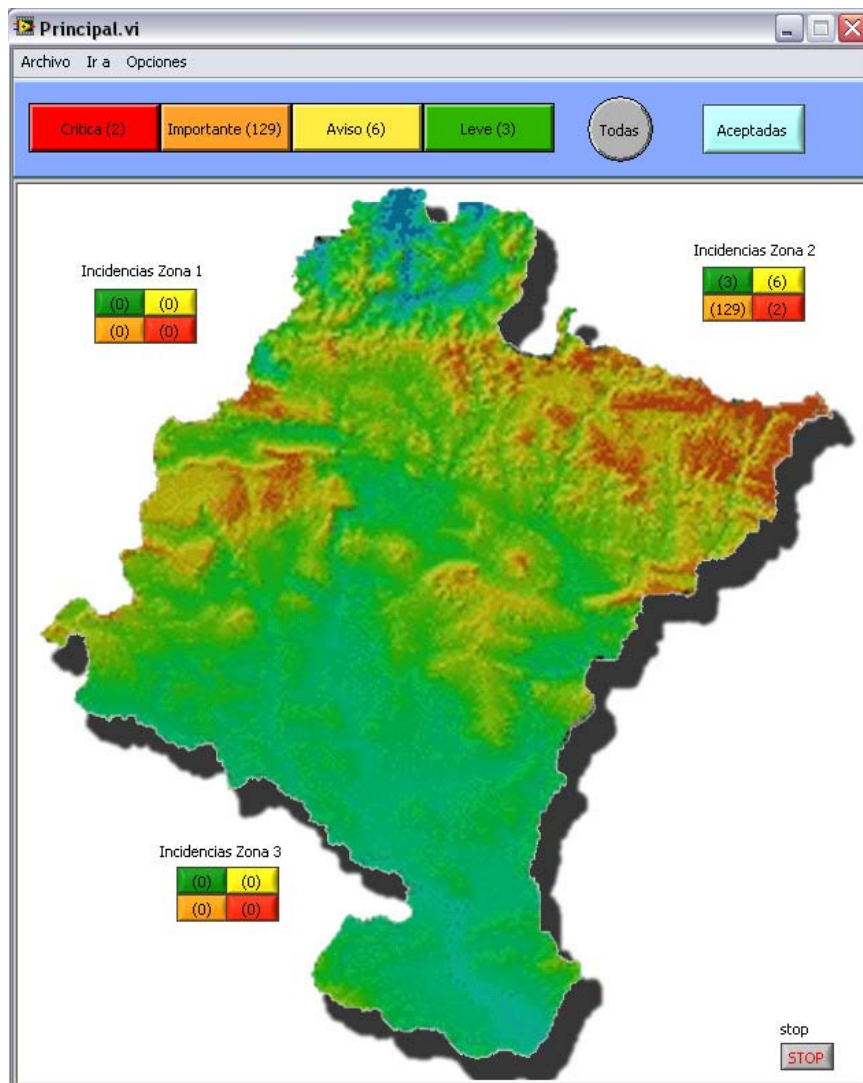 Principal.vi
Archivo Ir a Opciones
Crítica (2) Importante (129) Aviso (6) Leve (3) Todas Aceptadas
Incidencias Zona 1
(0) (0)
(0) (0)
Incidencias Zona 2
(3) (6)
(129) (2)
Incidencias Zona 3
(0) (0)
(0) (0)
stop
STOP